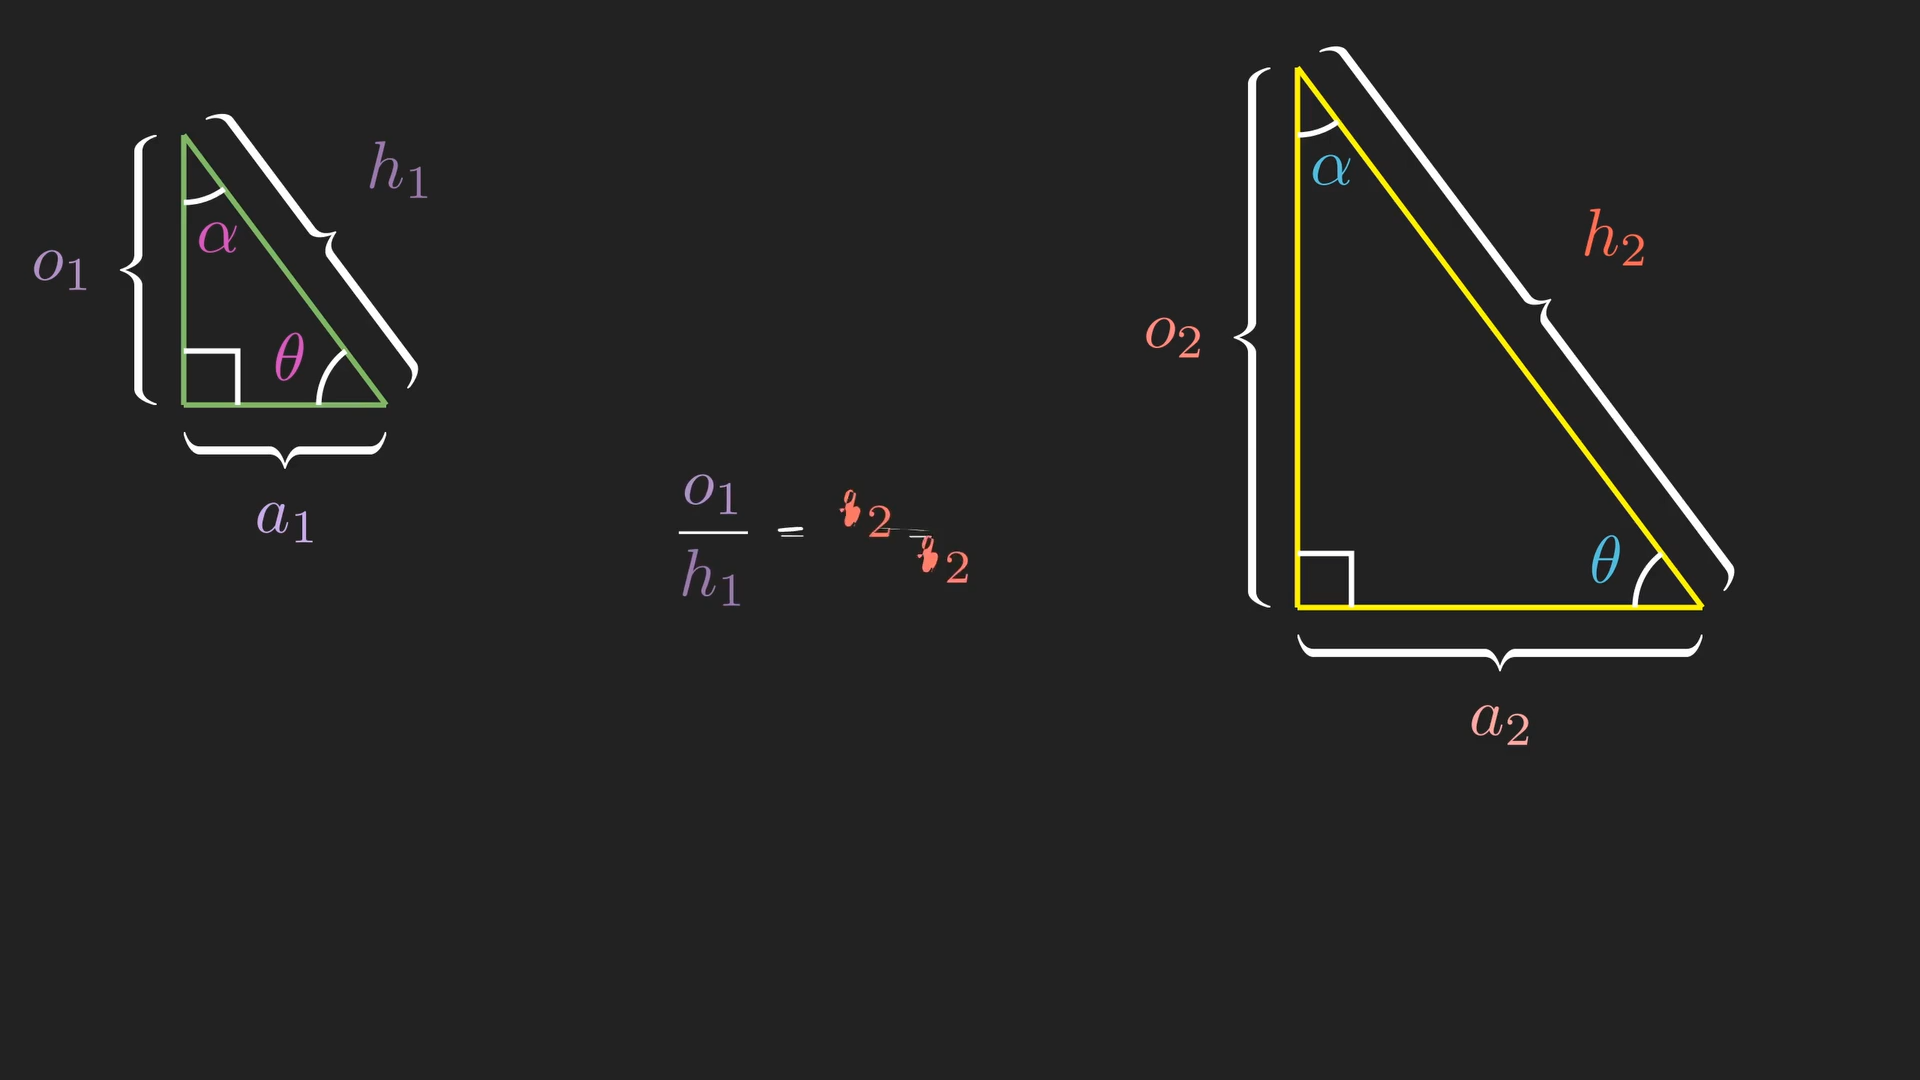 h₁
α
o₁
θ
a₁
o₁/h₁ = ₂ ₂
α
h₂
o₂
θ
a₂